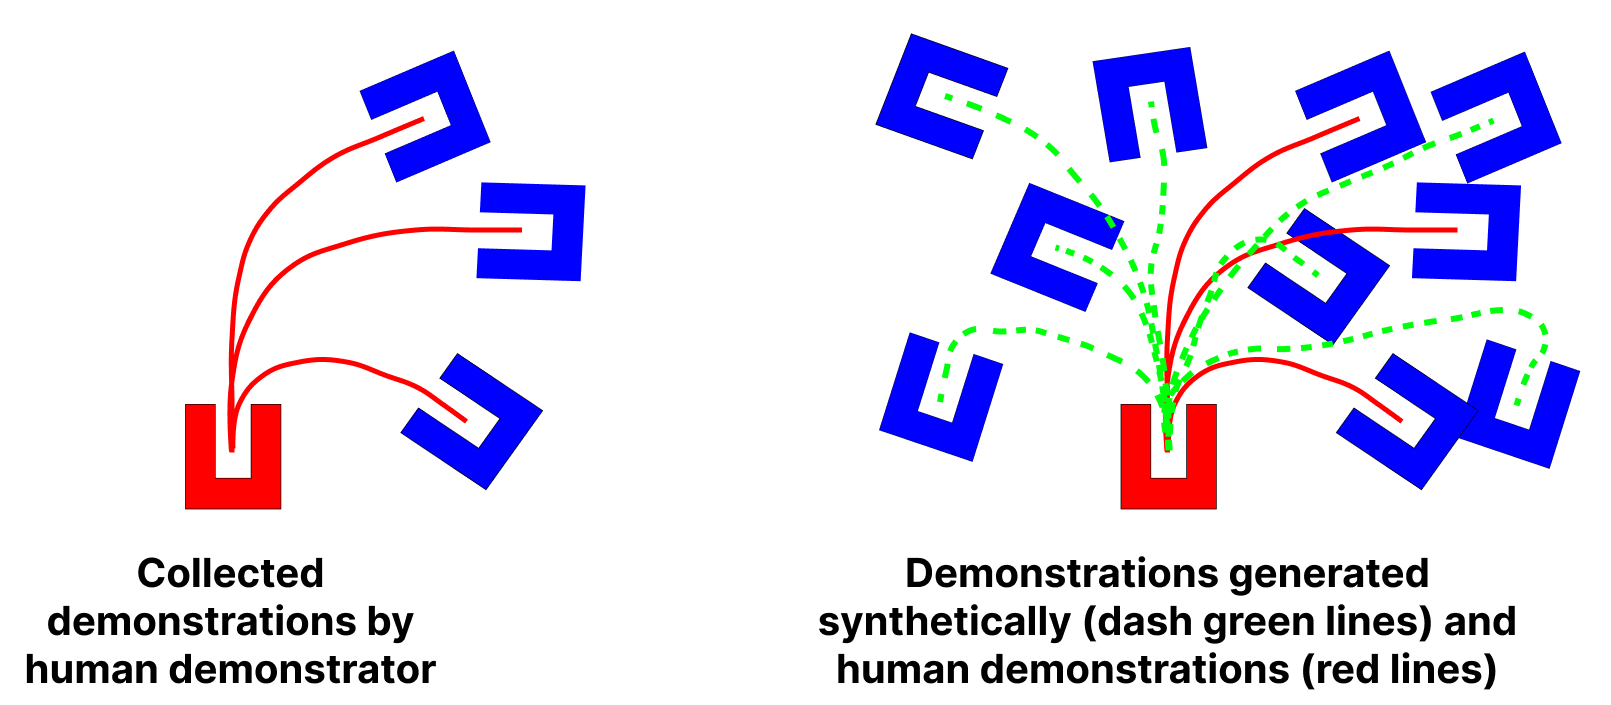 Collected
demonstrations by
human demonstrator
Demonstrations generated
synthetically (dash green lines) and
human demonstrations (red lines)